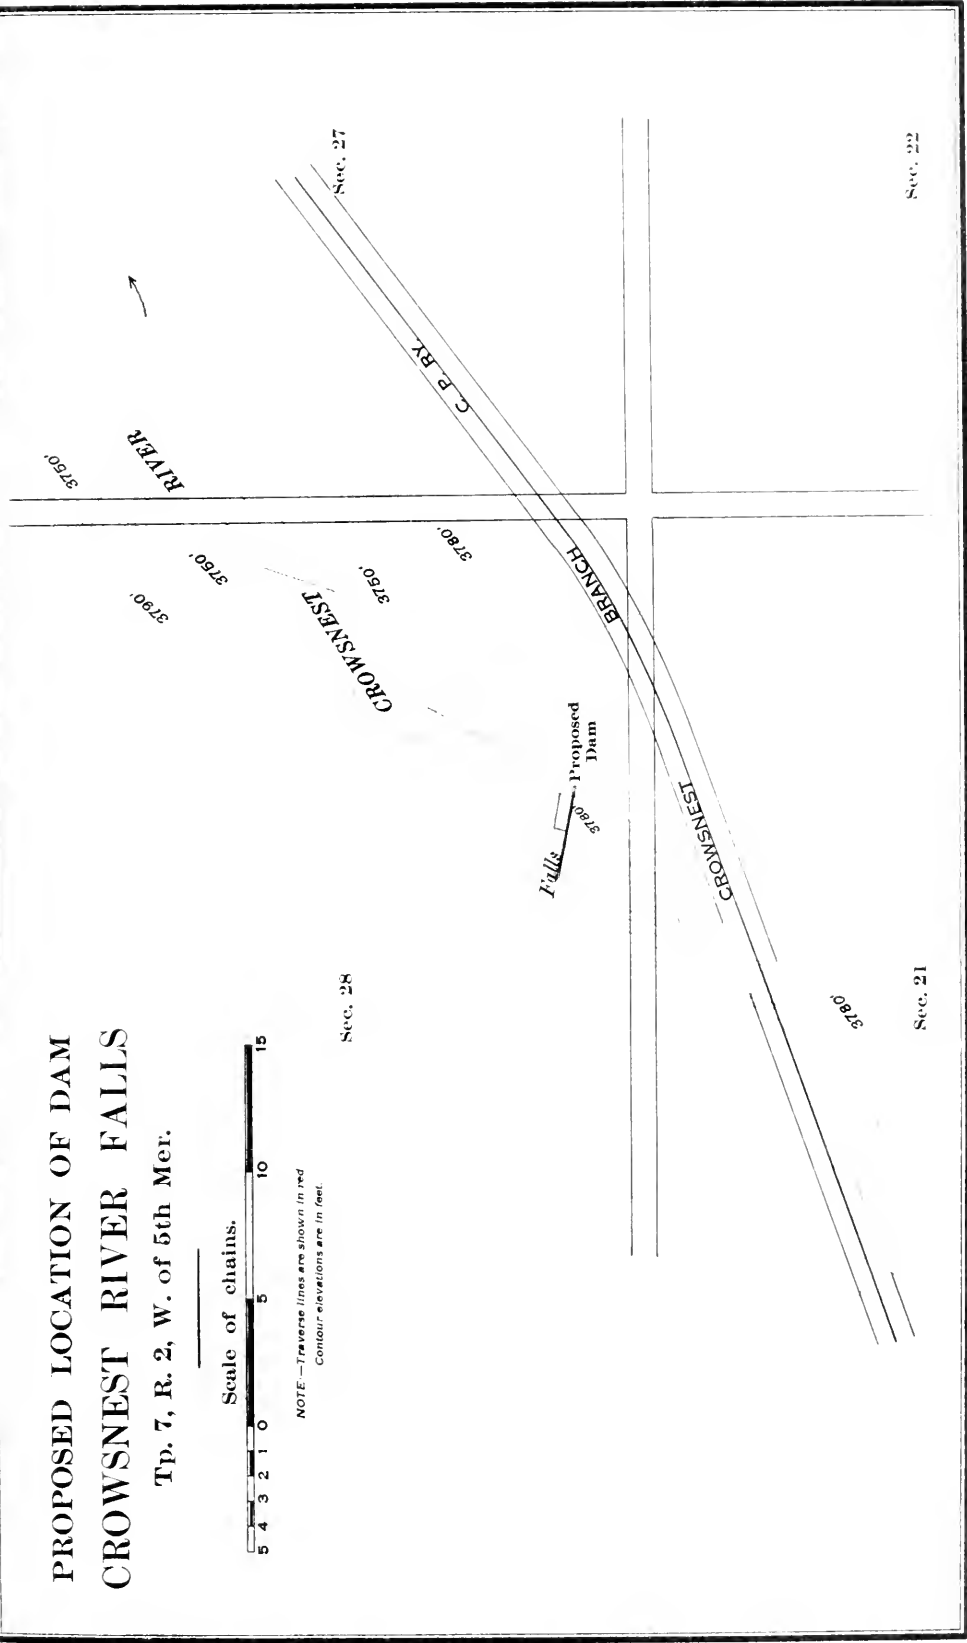 PROPOSED LOCATION OF DAM
CROWSNEST RIVER FALLS
Tp. 7, R. 2, W. of 5th Mer.
Scale of chains.
5 4 3 2 1 0 5 10 15
NOTE—Traverse lines are shown in red
Contour elevations are in feet.
Sec. 28
Sec. 27
Sec. 21
Sec. 22
CROWSNEST RIVER
3750'
3750'
3790'
3750'
3780'
Falls
3780'
Proposed
Dam
CROWSNEST BRANCH C. P. RY.
3780'